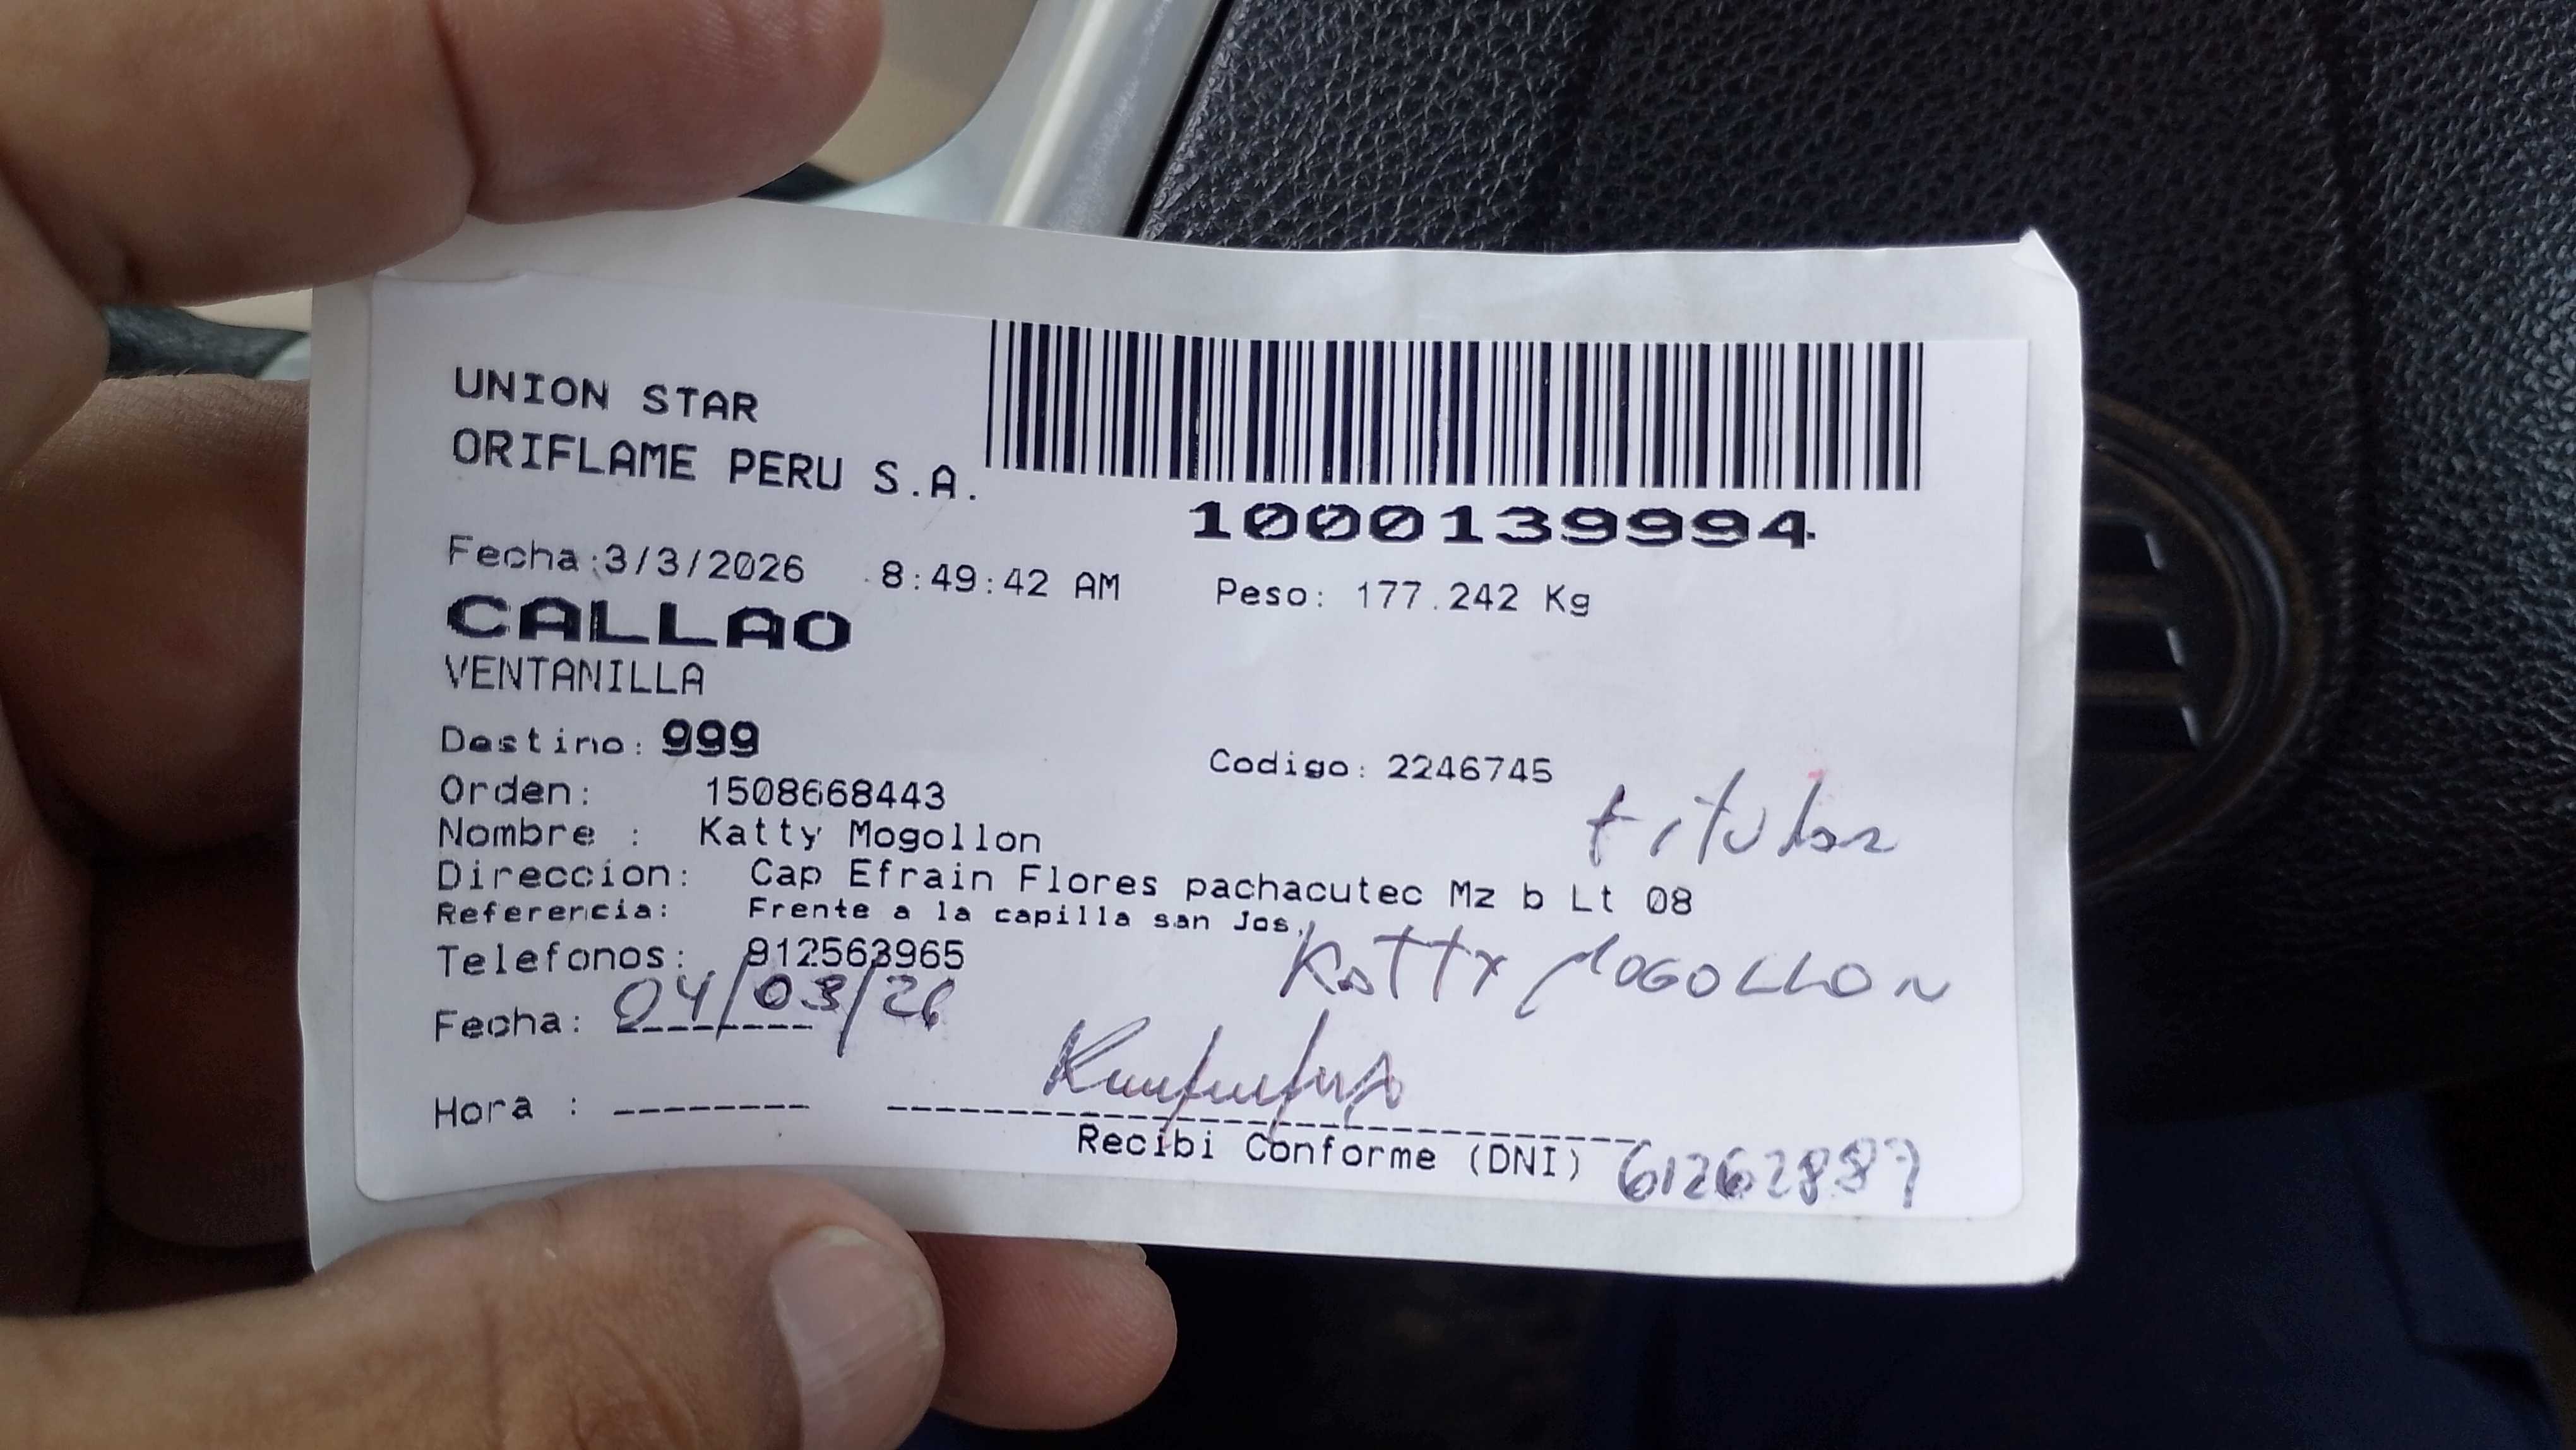 UNION STAR
ORIFLAME PERU S.A.
1000139994
Fecha:3/3/2026 8:49:42 AM Peso: 177.242 Kg
CALLAO
VENTANILLA
Destino: 999
Codigo: 2246745
Orden: 1508668443
titular
Nombre : Katty Mogollon
Direccion: Cap Efrain Flores pachacutec Mz b Lt 08
Referencia: Frente a la capilla san Jos.
Telefonos: 912563965
Katty MOGOLLON
Fecha: 04/03/26
Hora : -------- 
Recibi Conforme (DNI) 61262887